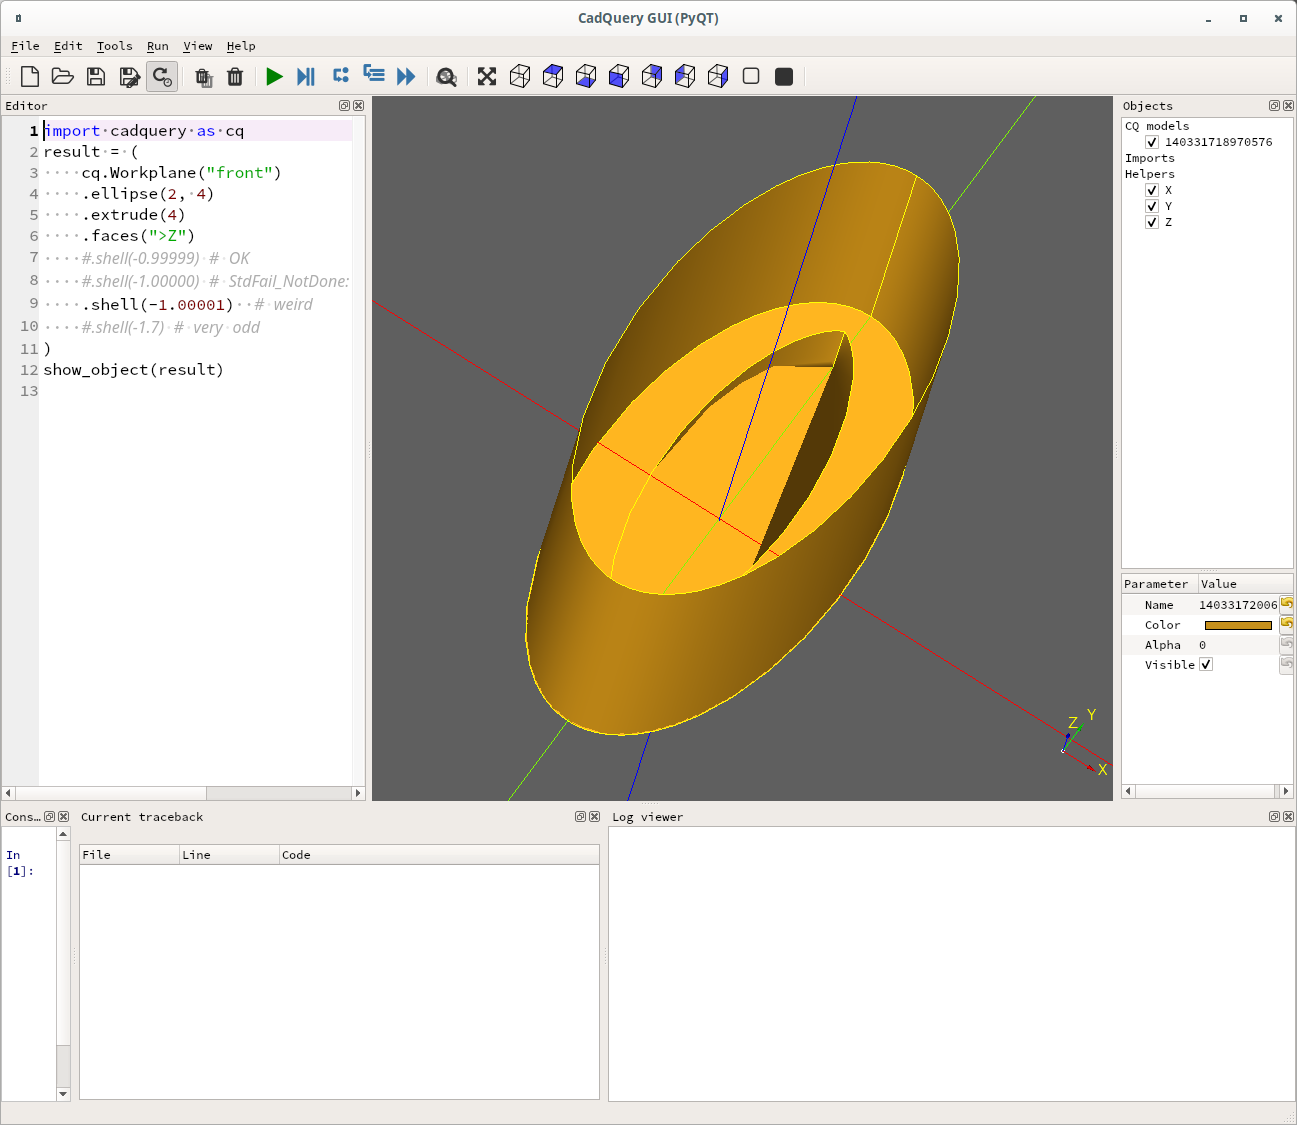 CadQuery GUI (PyQT)
File Edit Tools Run View Help
Editor
1 import·cadquery·as·cq
2 result·=·(
3 ····cq.Workplane("front")
4 ····.ellipse(2,·4)
5 ····.extrude(4)
6 ····.faces(">Z")
7 ····#.shell(-0.99999)·#·OK
8 ····#.shell(-1.00000)·#·StdFail_NotDone:
9 ····.shell(-1.00001)··#·weird
10 ····#.shell(-1.7)·#·very·odd
11 )
12 show_object(result)
13
Z Y
X
Objects
CQ models
140331718970576
Imports
Helpers
X
Y
Z
Parameter Value
Name 14033172006
Color
Alpha 0
Visible
Cons...
In
[1]:
Current traceback
File Line Code
Log viewer